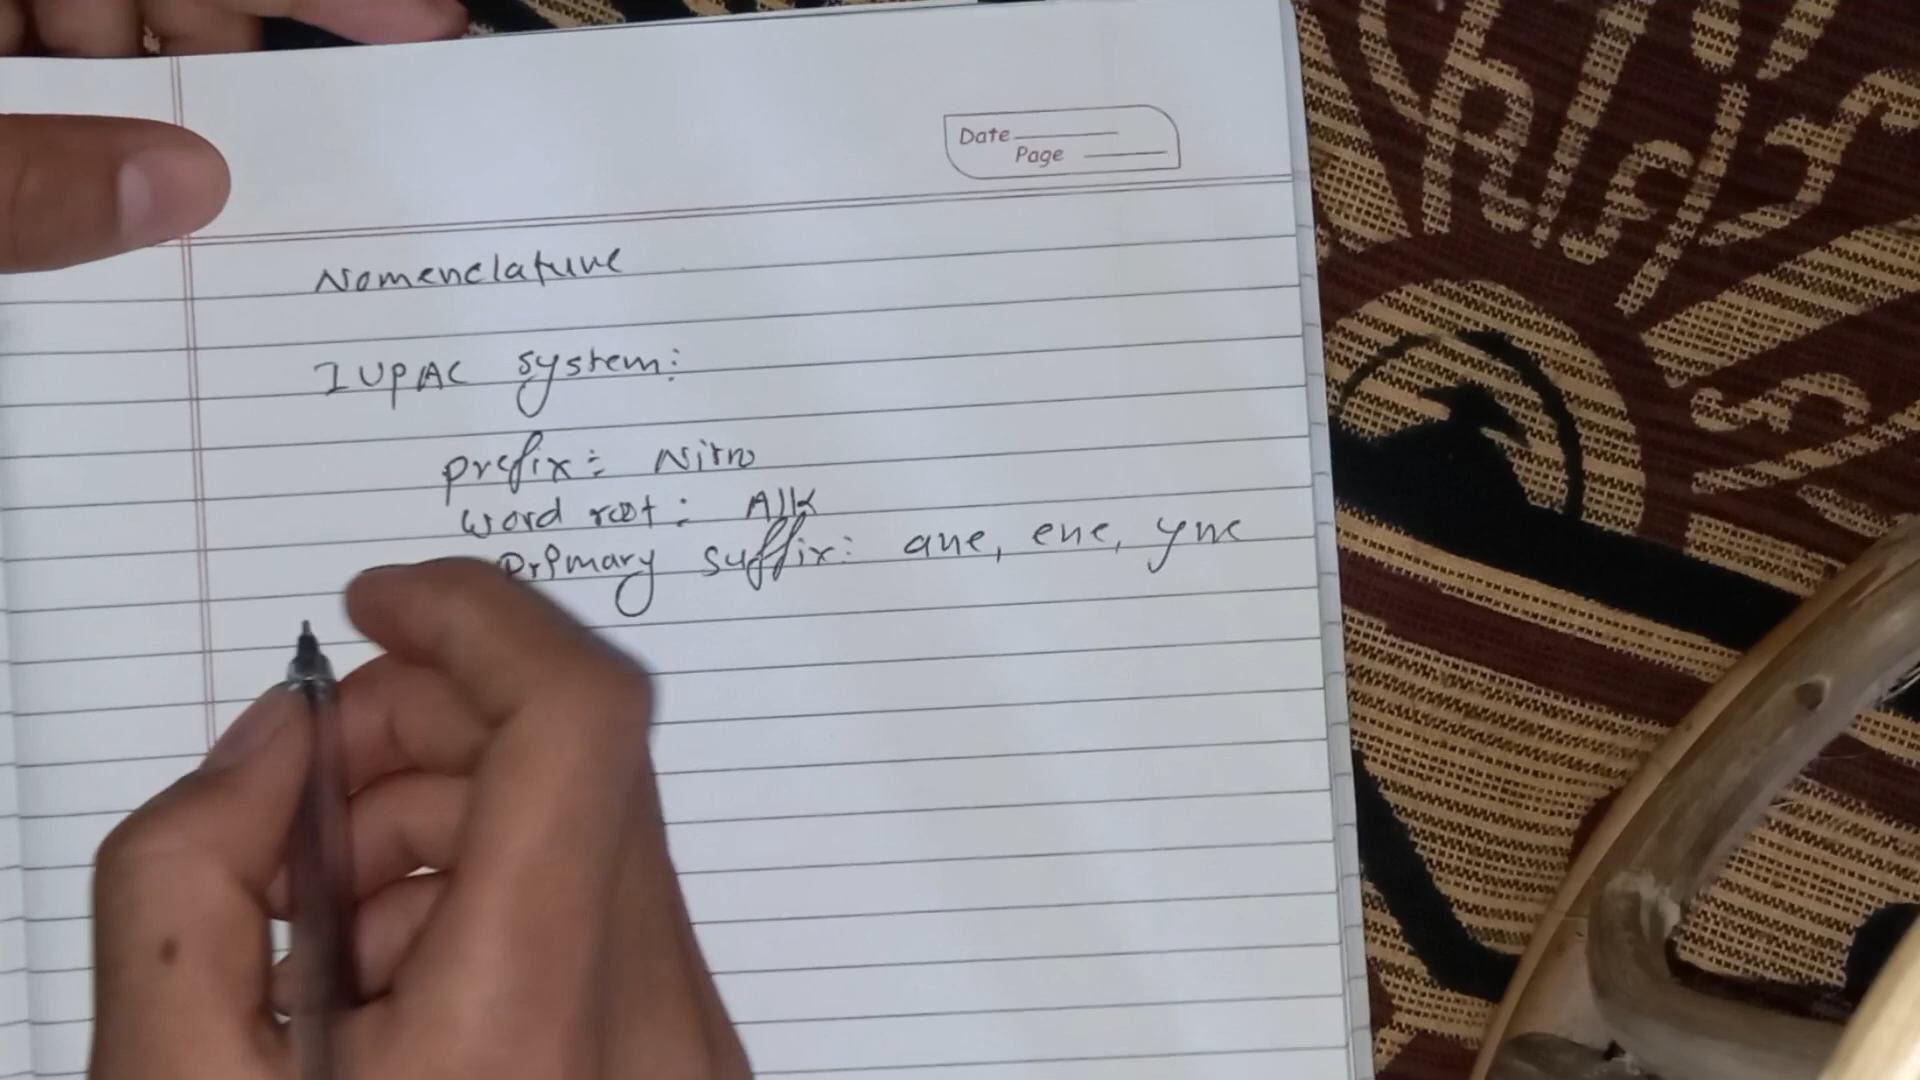 Date
Page
Nomenclature
IUPAC system:
prefix: Nitro
word root: Alk
Primary suffix: ane, ene, yne